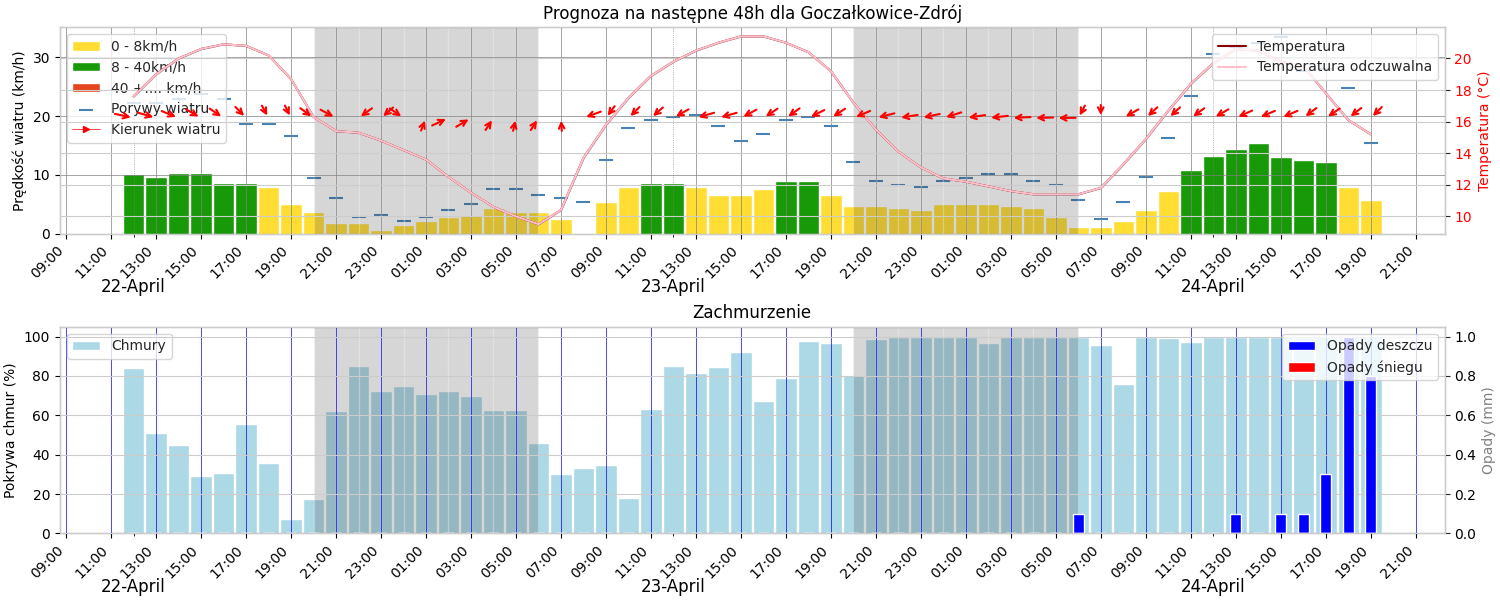 Prognoza na następne 48h dla Goczałkowice-Zdrój
Prędkość wiatru (km/h)
30
20
10
0
0 - 8km/h
8 - 40km/h
40 +.... km/h
Porywy wiatru
Kierunek wiatru
Temperatura
Temperatura odczuwalna
20
18
16
14
12
10
Temperatura (°C)
09:00 11:00 13:00 15:00 17:00 19:00 21:00 23:00 01:00 03:00 05:00 07:00 09:00 11:00 13:00 15:00 17:00 19:00 21:00 23:00 01:00 03:00 05:00 07:00 09:00 11:00 13:00 15:00 17:00 19:00 21:00
22-April 23-April 24-April
Zachmurzenie
Pokrywa chmur (%)
100
80
60
40
20
0
Chmury
Opady deszczu
Opady śniegu
1.0
0.8
0.6
0.4
0.2
0.0
Opady (mm)
09:00 11:00 13:00 15:00 17:00 19:00 21:00 23:00 01:00 03:00 05:00 07:00 09:00 11:00 13:00 15:00 17:00 19:00 21:00 23:00 01:00 03:00 05:00 07:00 09:00 11:00 13:00 15:00 17:00 19:00 21:00
22-April 23-April 24-April